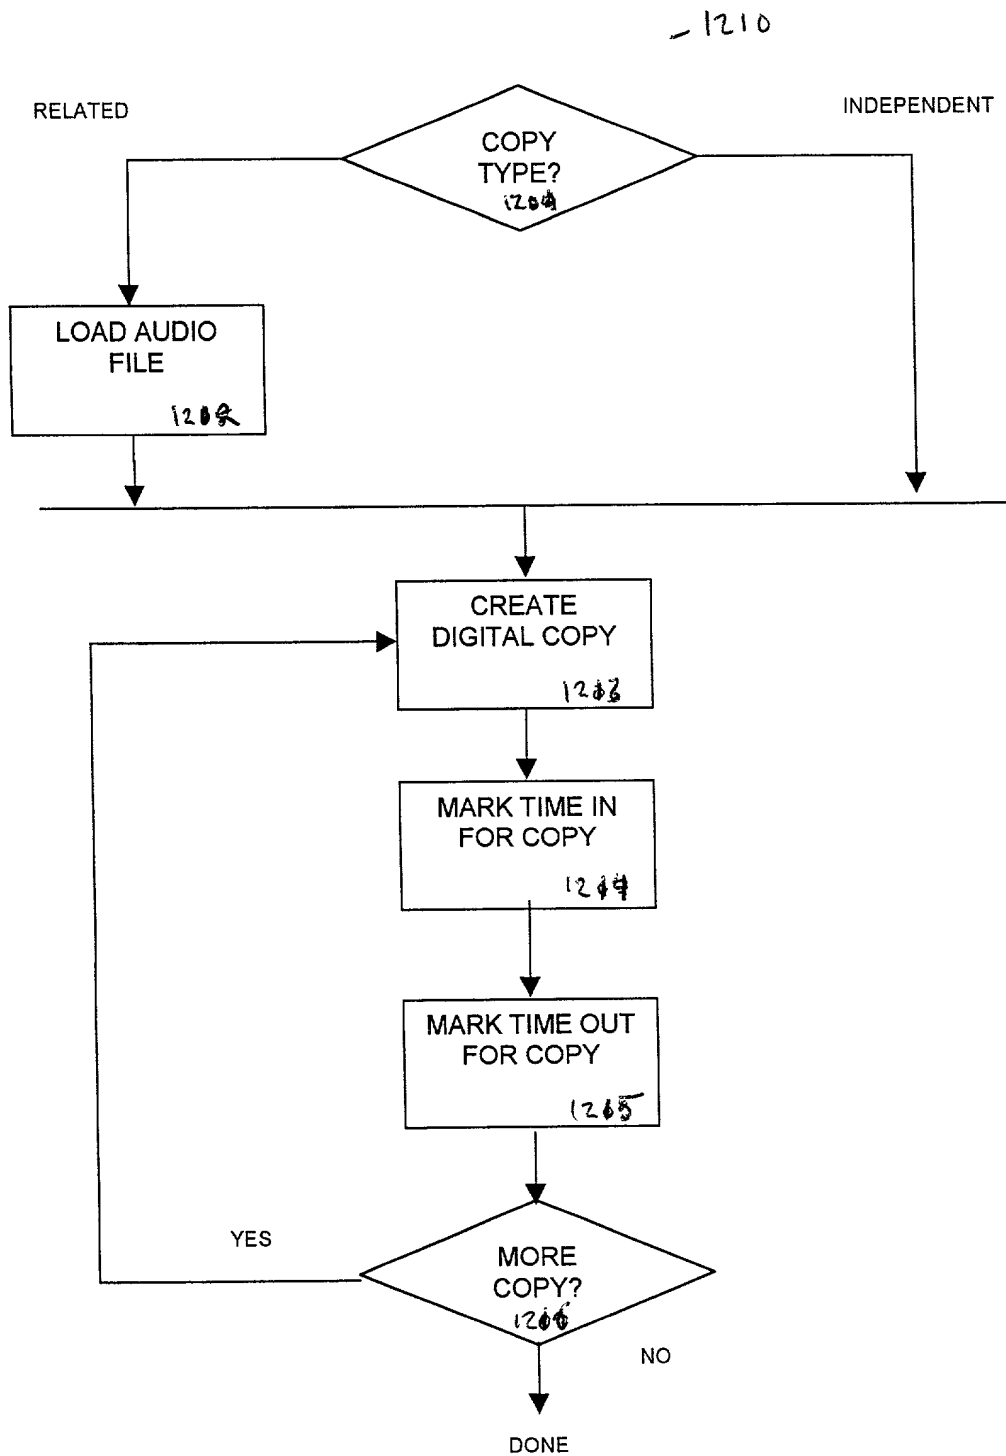 1210
RELATED
INDEPENDENT
COPY
TYPE?
LOAD AUDIO
FILE
CREATE
DIGITAL COPY
MARK TIME IN
FOR COPY
MARK TIME OUT
FOR COPY
YES
MORE
COPY?
NO
DONE